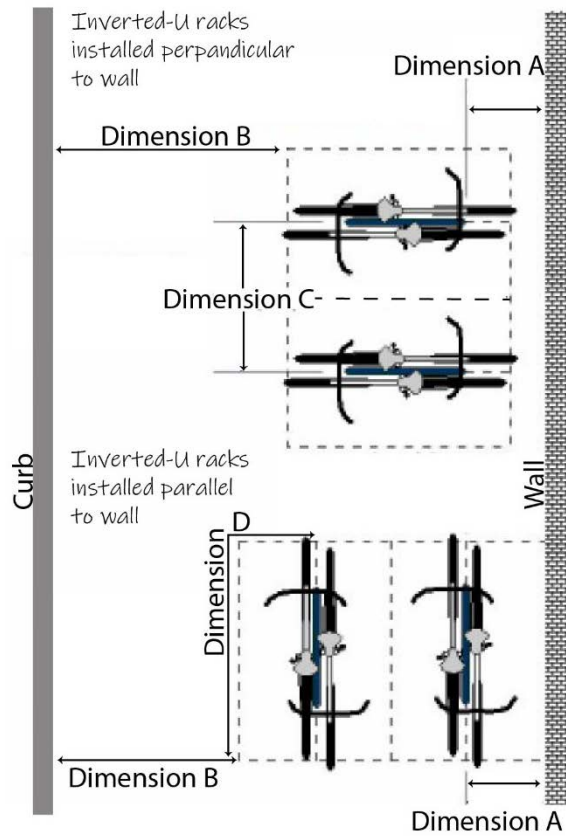 Inverted-U racks
installed perpandicular
to wall
Dimension A
Dimension B
Dimension C
Curb
Wall
Inverted-U racks
installed parallel
to wall
D
Dimension
Dimension B
Dimension A